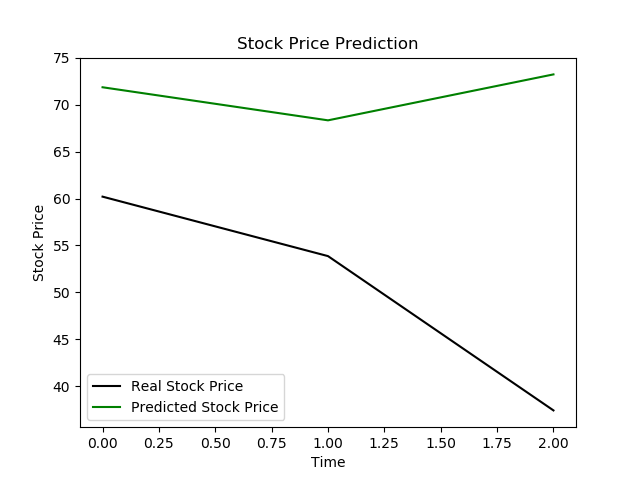 Stock Price Prediction
75
70
65
60
55
50
45
40
Stock Price
Real Stock Price
Predicted Stock Price
0.00 0.25 0.50 0.75 1.00 1.25 1.50 1.75 2.00
Time